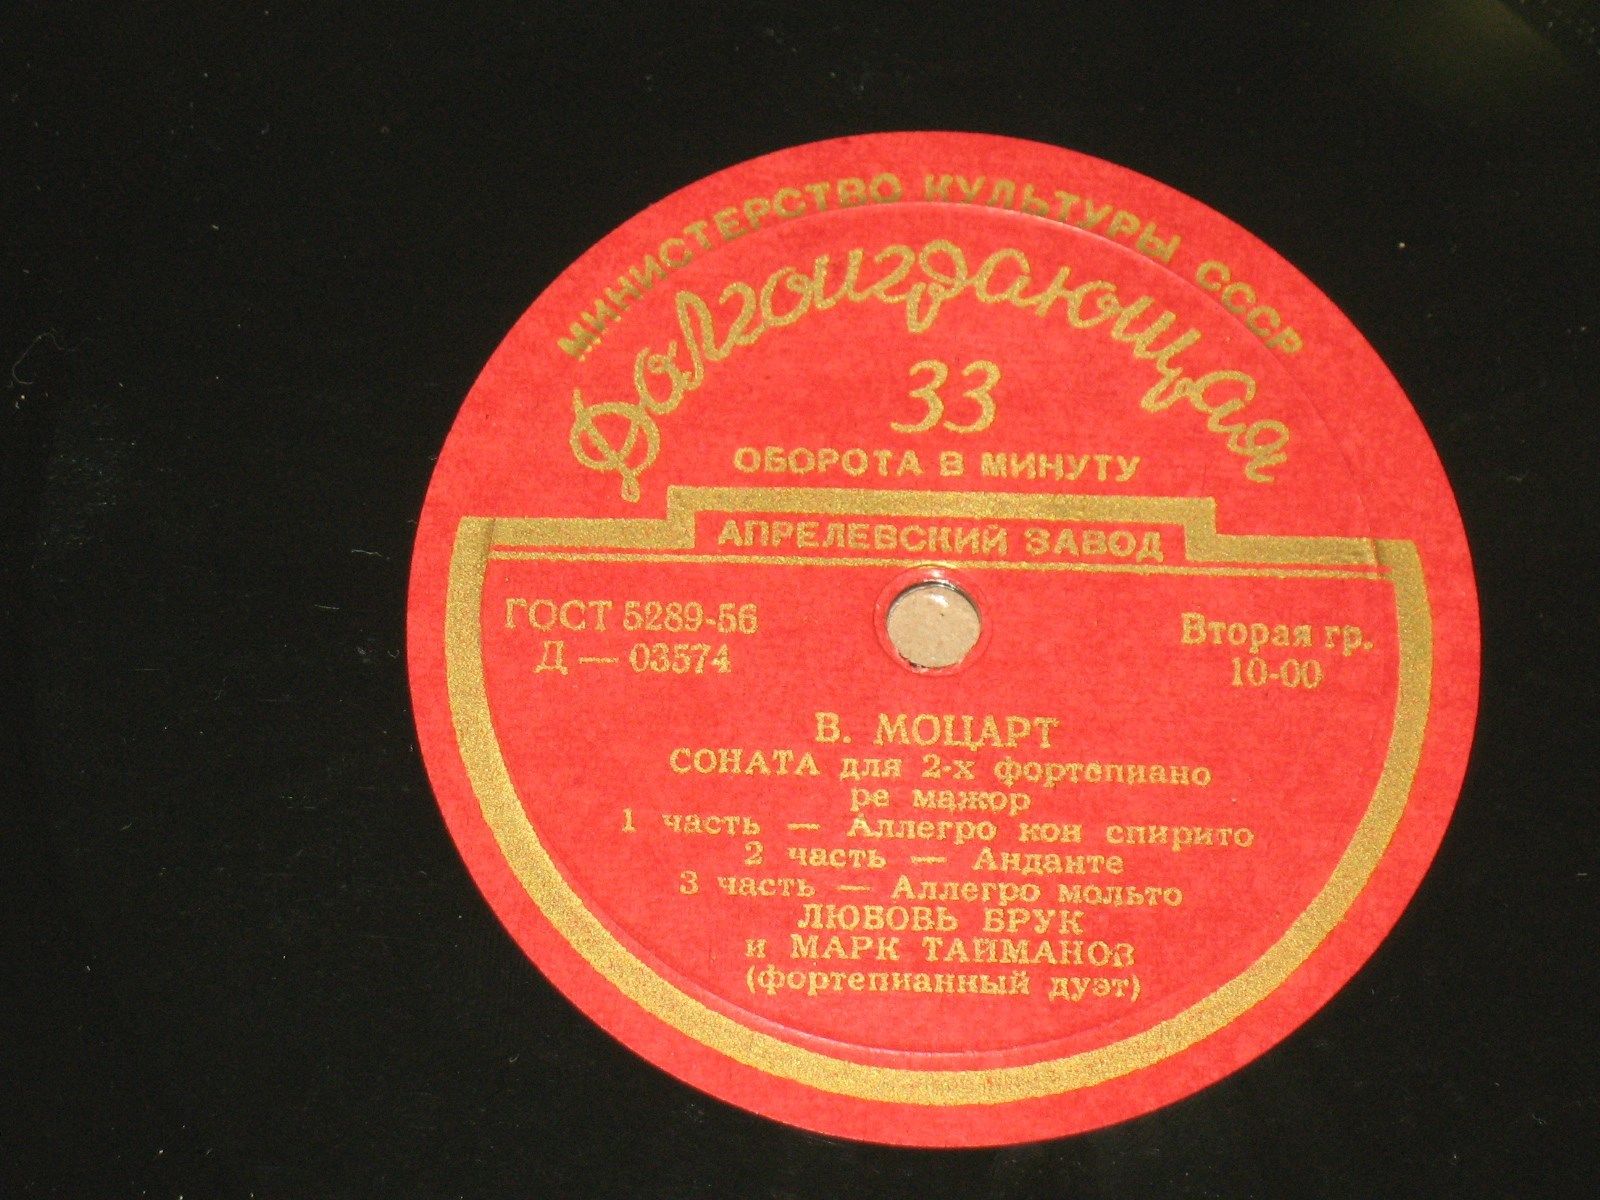 МИНИСТЕРСТВО КУЛЬТУРЫ СССР
Долгоиграющая
33
ОБОРОТА В МИНУТУ
АПРЕЛЕВСКИЙ ЗАВОД
ГОСТ 5289-56
Д — 03574
Вторая гр.
10-00
В. МОЦАРТ
СОНАТА для 2-х фортепиано
ре мажор
1 часть — Аллегро кон спирито
2 часть — Анданте
3 часть — Аллегро мольто
ЛЮБОВЬ БРУК
и МАРК ТАЙМАНОВ
(фортепианный дуэт)